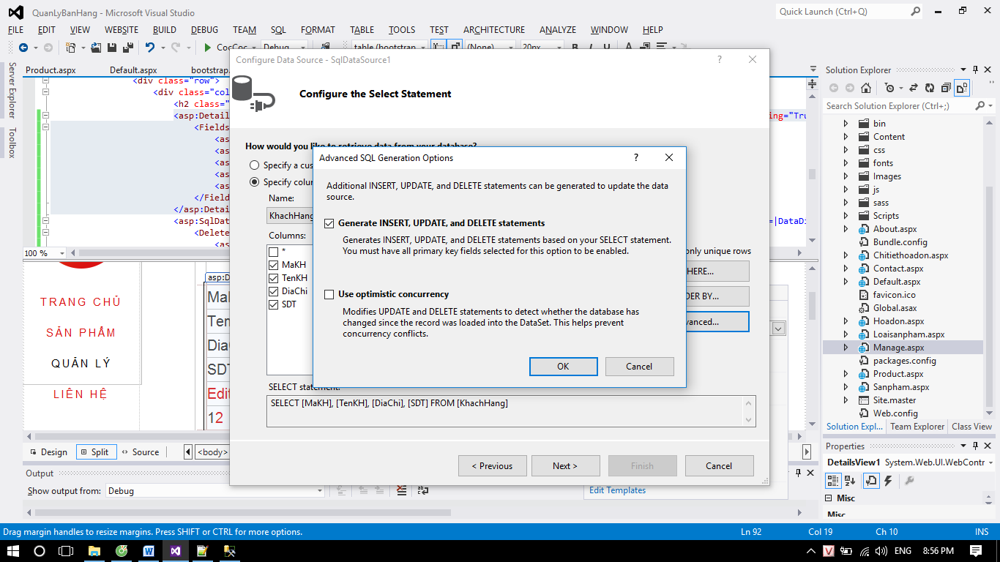 QuanLyBanHang - Microsoft Visual Studio
Quick Launch (Ctrl+Q)
FILE EDIT VIEW WEBSITE BUILD DEBUG TEAM SQL FORMAT TABLE TOOLS TEST ARCHITECTURE ANALYZE WINDOW HELP
CocCoc Debug table (bootstrap (None) 20px
Server Explorer
Toolbox
Product.aspx Default.aspx bootstrap
<div class="row">
<div class="col
<h2 class="
<asp:Detail
ing="Tru
<Fields
<as
<as
<as
<as
<as
</Field
</asp:Detai
<asp:SqlDat
=|DataDi
<Delete
<as
100 %
TRANG CHỦ
SẢN PHẨM
QUẢN LÝ
LIÊN HỆ
asp:D
Ma
Ten
Dia
SDT
Edit
12
Design Split Source <body>
Configure Data Source - SqlDataSource1
Configure the Select Statement
How would you like to retrieve data from your database?
Specify a cus
Specify colur
Name:
KhachHang
Columns:
*
MaKH
TenKH
DiaChi
SDT
only unique rows
HERE...
DER BY...
vanced...
SELECT statement:
SELECT [MaKH], [TenKH], [DiaChi], [SDT] FROM [KhachHang]
< Previous Next > Finish Cancel
Advanced SQL Generation Options
Additional INSERT, UPDATE, and DELETE statements can be generated to update the data
source.
Generate INSERT, UPDATE, and DELETE statements
Generates INSERT, UPDATE, and DELETE statements based on your SELECT statement.
You must have all primary key fields selected for this option to be enabled.
Use optimistic concurrency
Modifies UPDATE and DELETE statements to detect whether the database has
changed since the record was loaded into the DataSet. This helps prevent
concurrency conflicts.
OK Cancel
Edit Templates
Output
Show output from: Debug
Solution Explorer
Search Solution Explorer (Ctrl+;)
bin
Content
css
fonts
Images
js
sass
Scripts
About.aspx
Bundle.config
Chitiethoadon.aspx
Contact.aspx
Default.aspx
favicon.ico
Global.asax
Hoadon.aspx
Loaisanpham.aspx
Manage.aspx
packages.config
Product.aspx
Sanpham.aspx
Site.master
Web.config
Solution Expl... Team Explorer Class View
Properties
DetailsView1 System.Web.UI.WebContr
Misc
Misc
Drag margin handles to resize margins. Press SHIFT or CTRL for more options.
Ln 92 Col 19 Ch 10 INS
ENG 8:56 PM